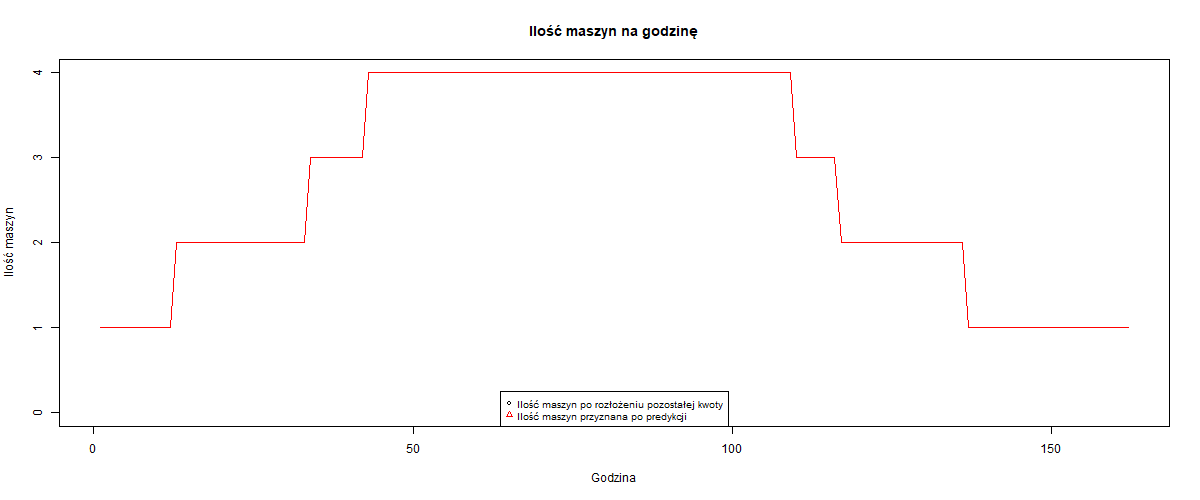 Ilość maszyn na godzinę
Ilość maszyn
4
3
2
1
0
Ilość maszyn po rozłożeniu pozostałej kwoty
Ilość maszyn przyznana po predykcji
0 50 100 150
Godzina